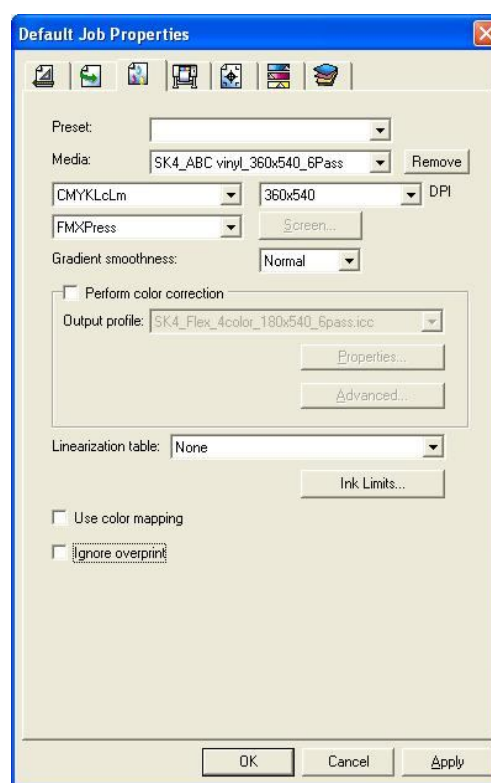 Default Job Properties
Preset:
Media: SK4_ABC vinyl_360x540_6Pass Remove
CMYKLcLm 360x540 DPI
FMXPress Screen...
Gradient smoothness: Normal
Perform color correction
Output profile: SK4_Flex_4color_180x540_6pass.icc
Properties...
Advanced...
Linearization table: None
Ink Limits...
Use color mapping
Ignore overprint
OK Cancel Apply